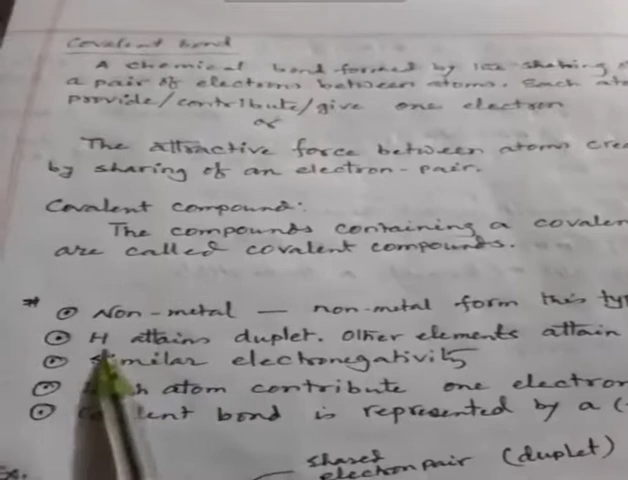 Covalent bond
A chemical bond formed by the sharing
a pair of electrons between atoms. Each
provide/contribute/give one electron
or
The attractive force between atoms
by sharing of an electron-pair.
Covalent compound:
The compounds containing a
are called covalent compounds.
Non-metal — non-metal form this
H attains duplet. Other elements attain
similar electronegativity
atom contribute one electron
bond is represented by a (
shared
electron pair (duplet)